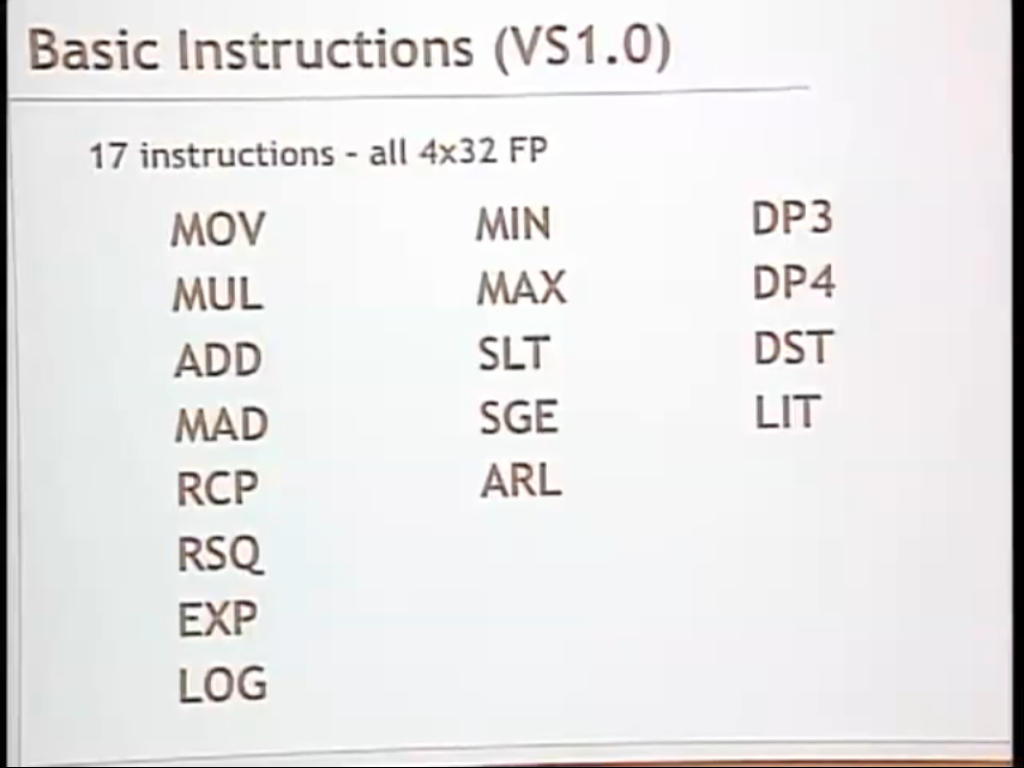 Basic Instructions (VS1.0)
17 instructions - all 4x32 FP
MOV
MUL
ADD
MAD
RCP
RSQ
EXP
LOG
MIN
MAX
SLT
SGE
ARL
DP3
DP4
DST
LIT